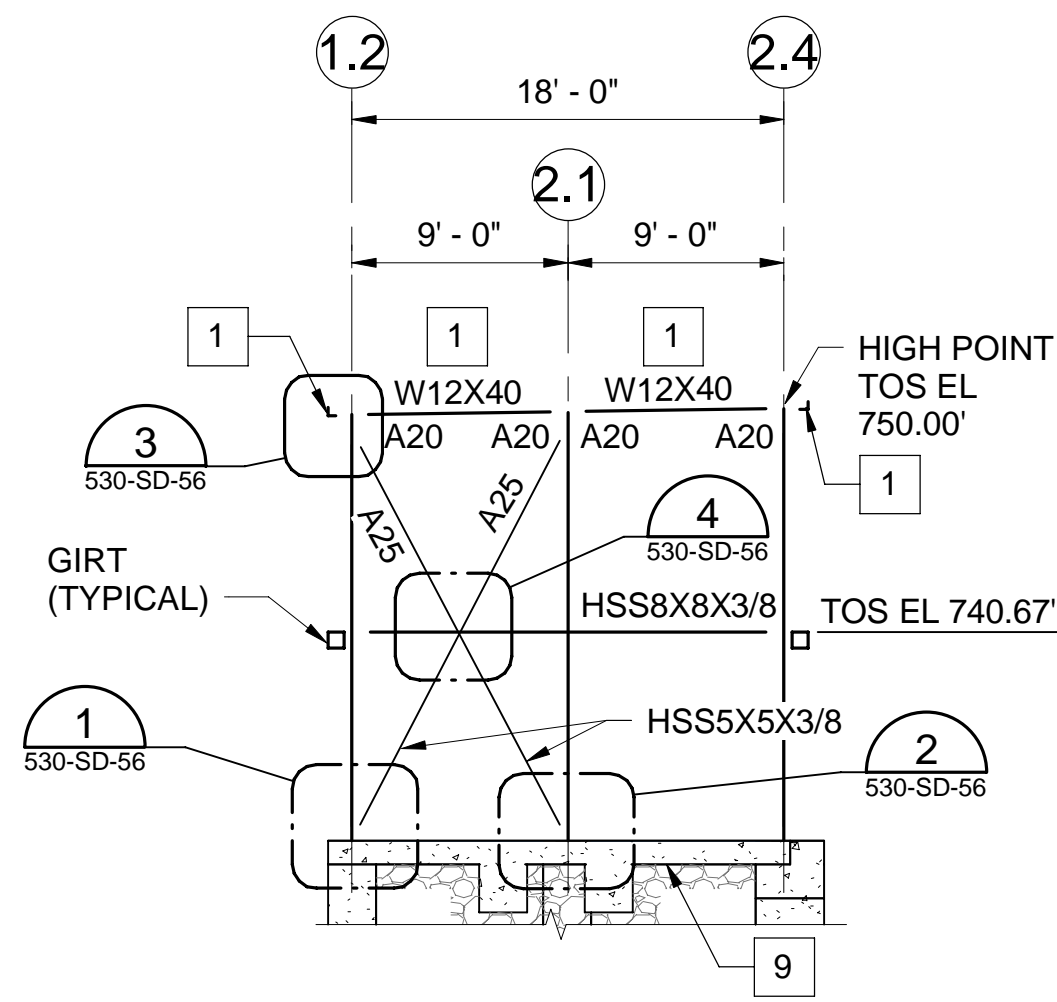 1.2
2.4
18' - 0"
2.1
9' - 0"
9' - 0"
1
1
1
HIGH POINT
TOS EL
750.00'
W12X40
W12X40
A20
A20
A20
A20
3
530-SD-56
1
A25
A25
4
530-SD-56
GIRT
(TYPICAL)
HSS8X8X3/8
TOS EL 740.67'
1
530-SD-56
HSS5X5X3/8
2
530-SD-56
9